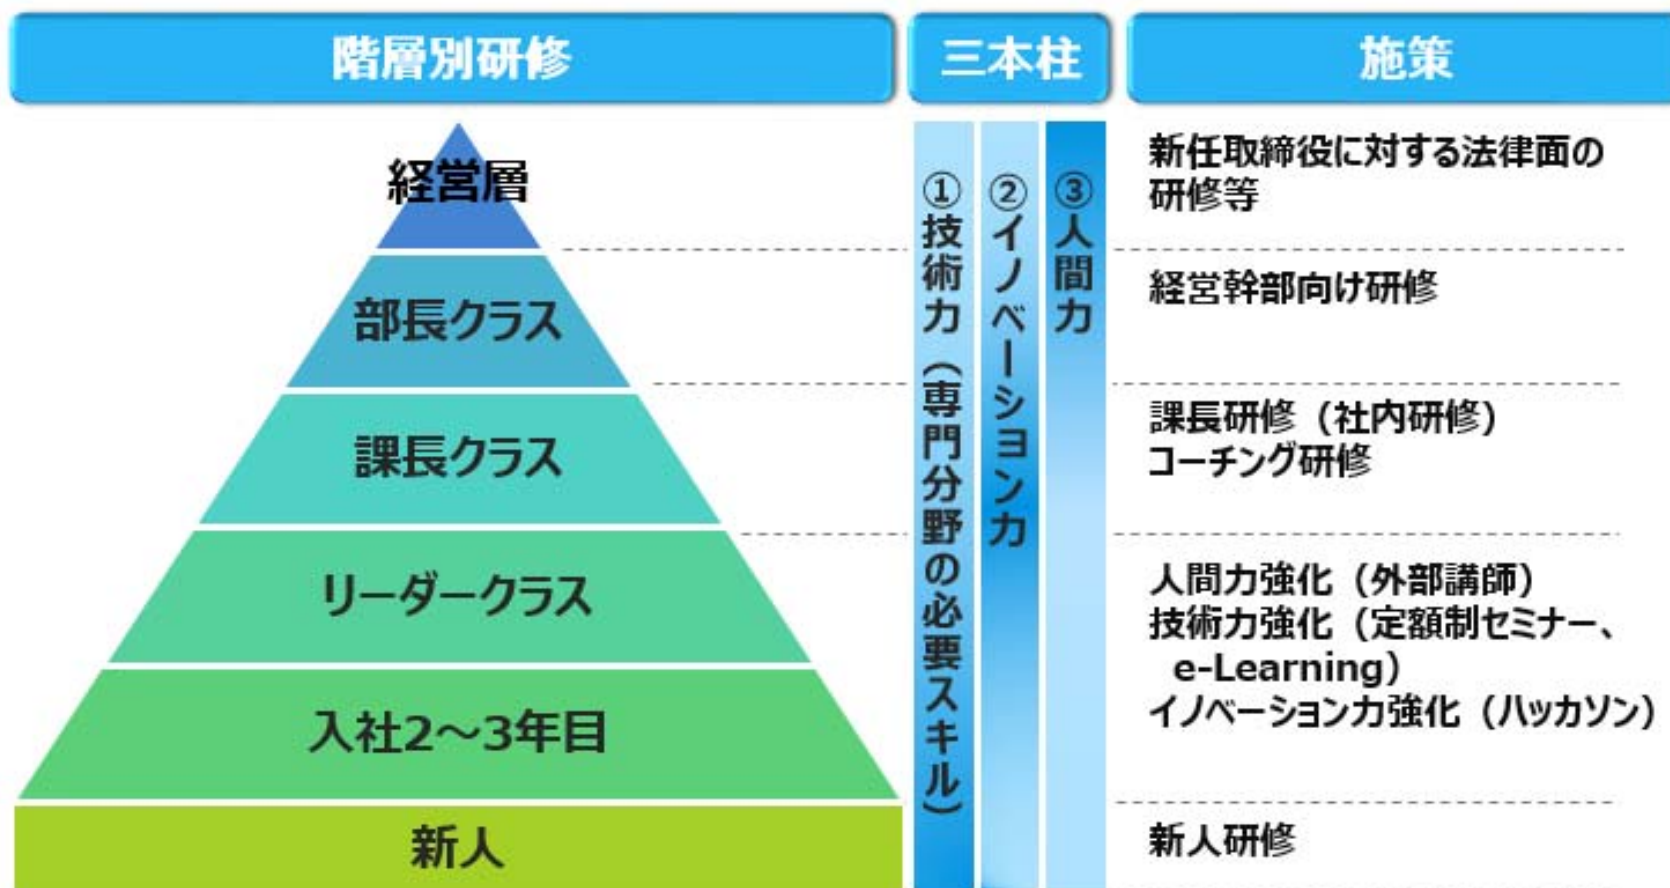 階層別研修
三本柱
施策
経営層
部長クラス
課長クラス
リーダークラス
入社2～3年目
新人
①技術力（専門分野の必要スキル）
②イノベーション力
③人間力
新任取締役に対する法律面の
研修等
経営幹部向け研修
課長研修（社内研修）
コーチング研修
人間力強化（外部講師）
技術力強化（定額制セミナー、
e-Learning）
イノベーション力強化（ハッカソン）
新人研修